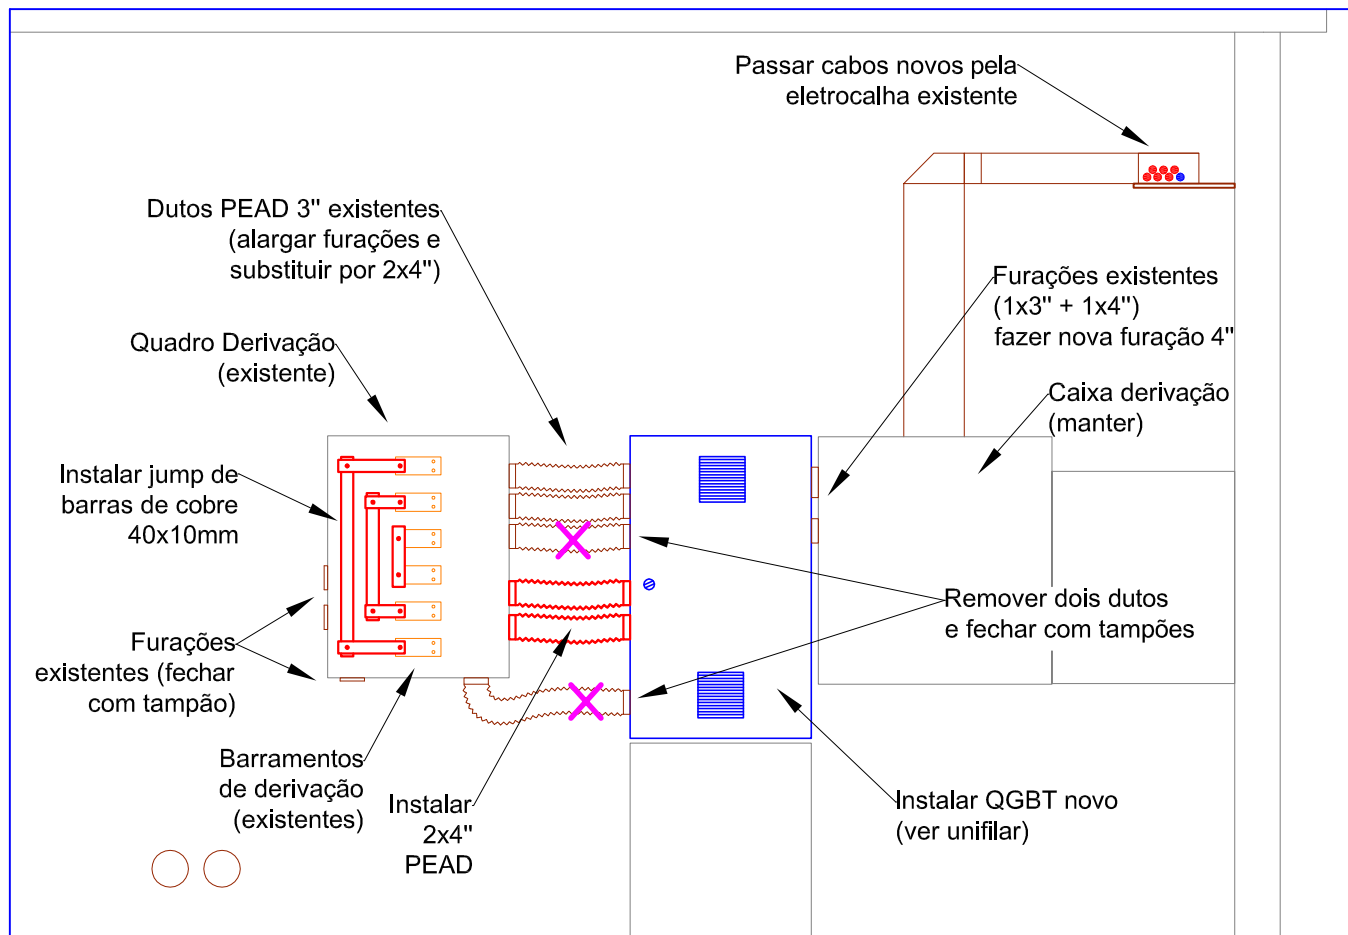 Passar cabos novos pela
eletrocalha existente
Dutos PEAD 3" existentes
(alargar furações e
substituir por 2x4")
Furações existentes
(1x3" + 1x4")
fazer nova furação 4"
Quadro Derivação
(existente)
Caixa derivação
(manter)
Instalar jump de
barras de cobre
40x10mm
Remover dois dutos
e fechar com tampões
Furações
existentes (fechar
com tampão)
Barramentos
de derivação
(existentes)
Instalar
2x4"
PEAD
Instalar QGBT novo
(ver unifilar)